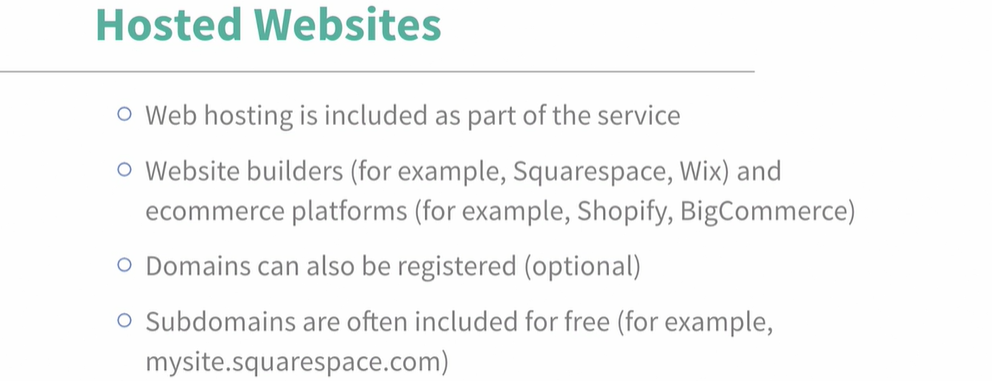 Hosted Websites
Web hosting is included as part of the service
Website builders (for example, Squarespace, Wix) and
ecommerce platforms (for example, Shopify, BigCommerce)
Domains can also be registered (optional)
Subdomains are often included for free (for example,
mysite.squarespace.com)